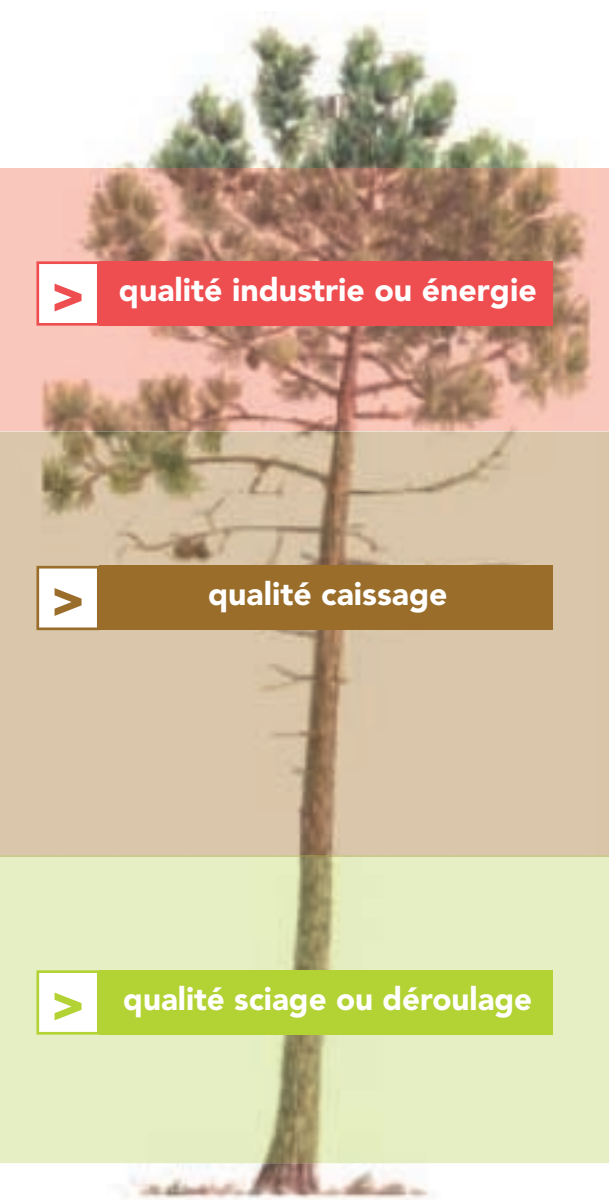 > qualité industrie ou énergie
> qualité caissage
> qualité sciage ou déroulage